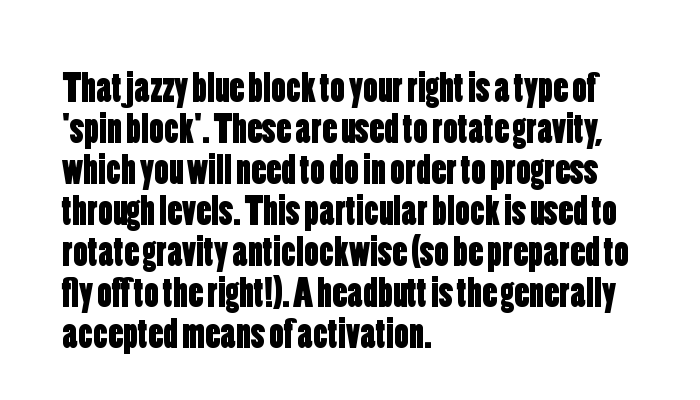 That jazzy blue block to your right is a type of
'spin block'. These are used to rotate gravity,
which you will need to do in order to progress
through levels. This particular block is used to
rotate gravity anticlockwise (so be prepared to
fly off to the right!). A headbutt is the generally
accepted means of activation.